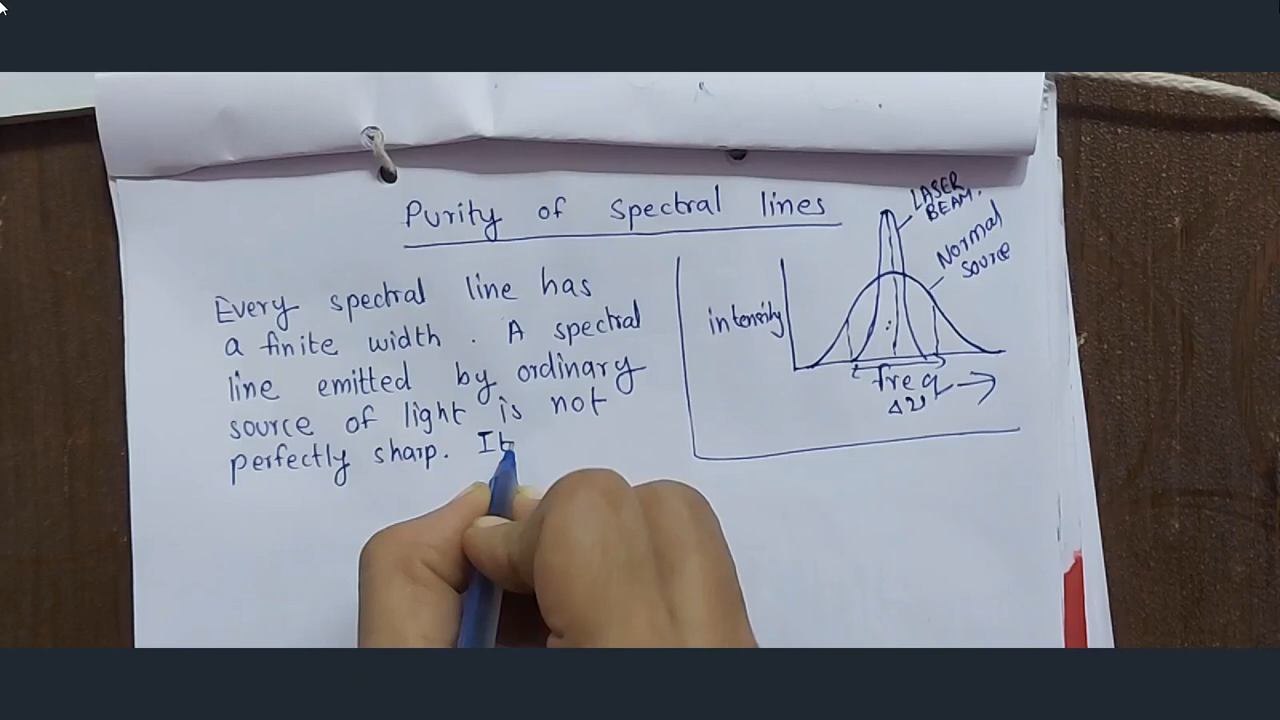 Purity of spectral lines
Every spectral line has
a finite width. A spectral
line emitted by ordinary
source of light is not
perfectly sharp. It
LASER
BEAM.
Normal
source
intensity
freq
Δν